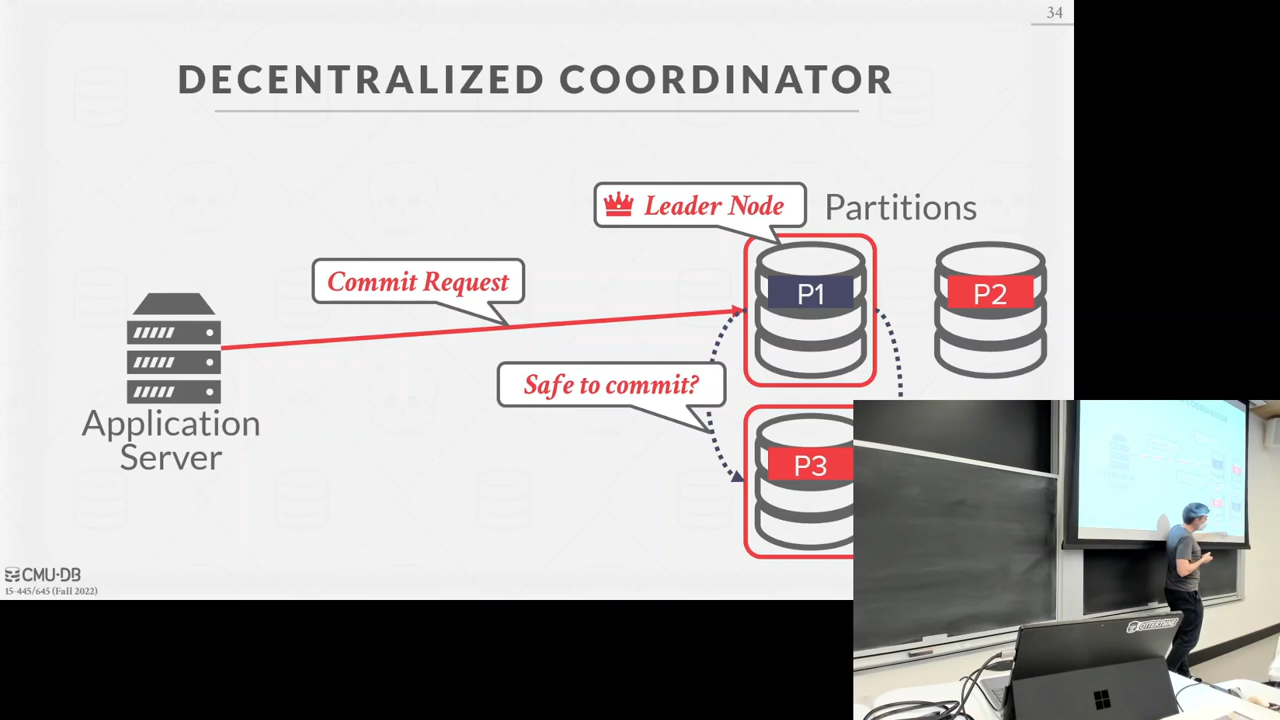 34
DECENTRALIZED COORDINATOR
Leader Node
Partitions
Commit Request
P1
P2
Safe to commit?
Application
Server
P3
CMU·DB
15-445/645 (Fall 2022)